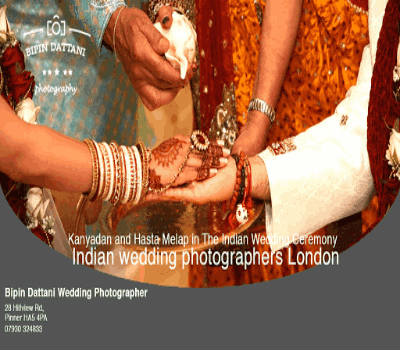 BIPIN DATTANI
photography
Kanyadan and Hasta Melap in The Indian Wedding Ceremony
Indian wedding photographers London
Bipin Dattani Wedding Photographer
28 Hillview Rd,
Pinner HA5 4PA
07930 324833